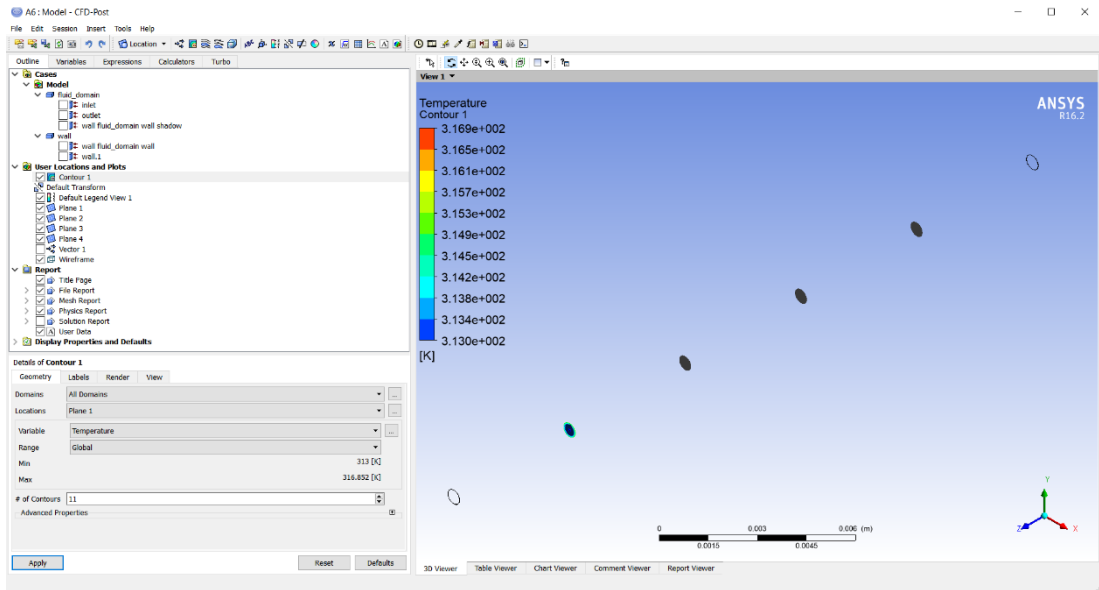 A6 : Model - CFD-Post
File Edit Session Insert Tools Help
Location
Outline Variables Expressions Calculators Turbo
Cases
Model
fluid_domain
inlet
outlet
wall fluid_domain wall shadow
wall
wall fluid_domain wall
wall.1
User Locations and Plots
Contour 1
Default Transform
Default Legend View 1
Plane 1
Plane 2
Plane 3
Plane 4
Vector 1
Wireframe
Report
Title Page
File Report
Mesh Report
Physics Report
Solution Report
User Data
Display Properties and Defaults
Details of Contour 1
Geometry Labels Render View
Domains All Domains ...
Locations Plane 1 ...
Variable Temperature ...
Range Global
Min 313 [K]
Max 316.852 [K]
# of Contours 11
Advanced Properties
Apply Reset Defaults
View 1
Temperature
Contour 1
3.169e+002
3.165e+002
3.161e+002
3.157e+002
3.153e+002
3.149e+002
3.145e+002
3.142e+002
3.138e+002
3.134e+002
3.130e+002
[K]
ANSYS
R16.2
0 0.003 0.006 (m)
0.0015 0.0045
Y
Z X
3D Viewer Table Viewer Chart Viewer Comment Viewer Report Viewer